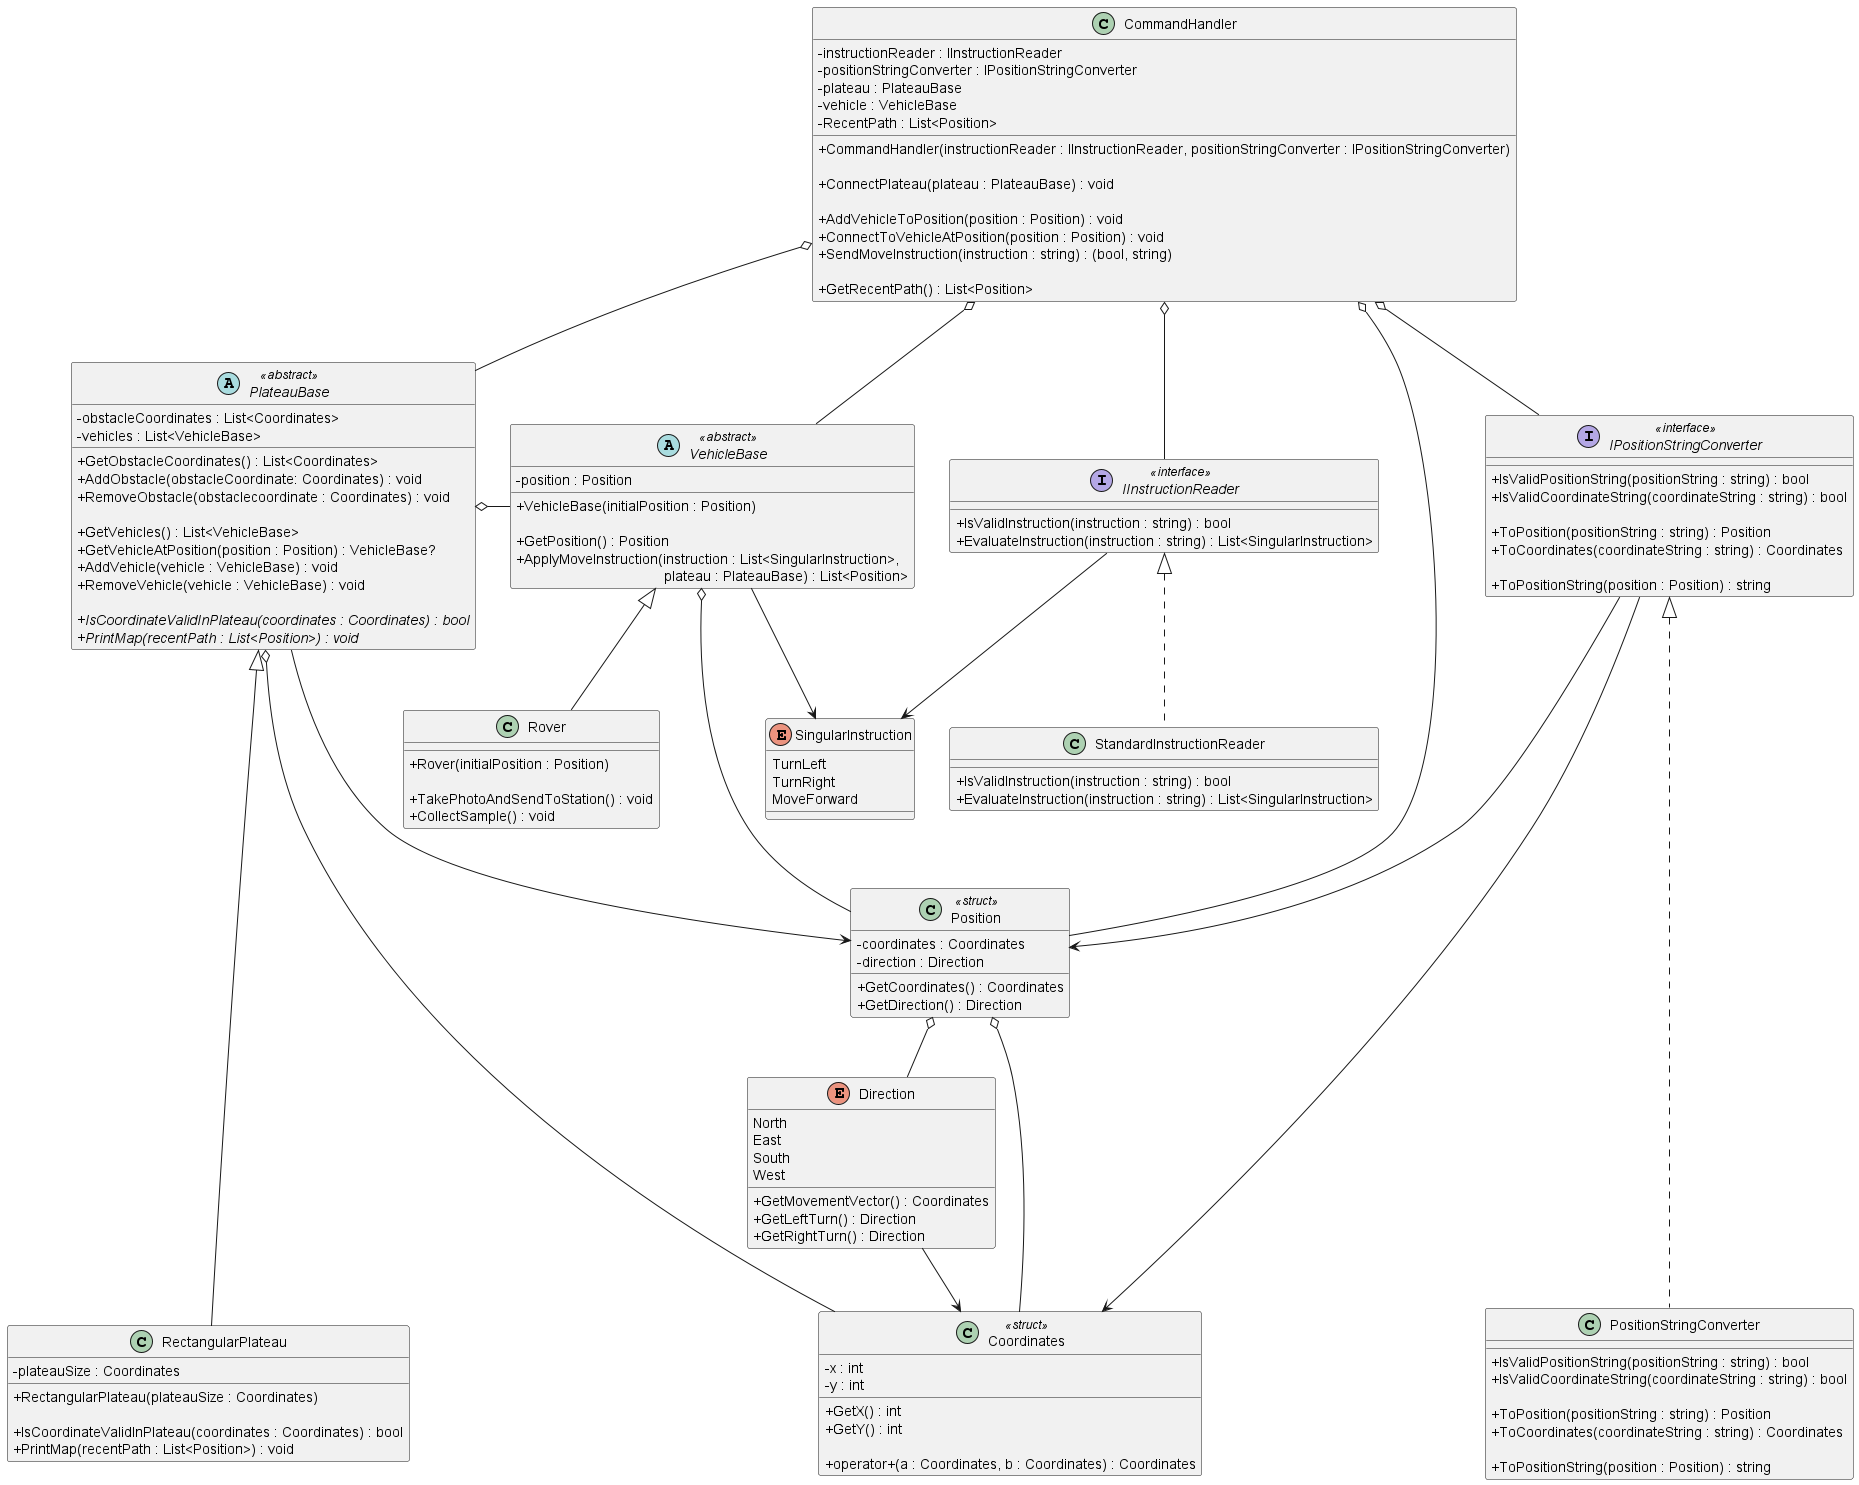 C CommandHandler
-instructionReader : IInstructionReader
-positionStringConverter : IPositionStringConverter
-plateau : PlateauBase
-vehicle : VehicleBase
-RecentPath : List<Position>
+CommandHandler(instructionReader : IInstructionReader, positionStringConverter : IPositionStringConverter)
+ConnectPlateau(plateau : PlateauBase) : void
+AddVehicleToPosition(position : Position) : void
+ConnectToVehicleAtPosition(position : Position) : void
+SendMoveInstruction(instruction : string) : (bool, string)
+GetRecentPath() : List<Position>
A «abstract»
PlateauBase
-obstacleCoordinates : List<Coordinates>
-vehicles : List<VehicleBase>
+GetObstacleCoordinates() : List<Coordinates>
+AddObstacle(obstacleCoordinate: Coordinates) : void
+RemoveObstacle(obstaclecoordinate : Coordinates) : void
+GetVehicles() : List<VehicleBase>
+GetVehicleAtPosition(position : Position) : VehicleBase?
+AddVehicle(vehicle : VehicleBase) : void
+RemoveVehicle(vehicle : VehicleBase) : void
+IsCoordinateValidInPlateau(coordinates : Coordinates) : bool
+PrintMap(recentPath : List<Position>) : void
A «abstract»
VehicleBase
-position : Position
+VehicleBase(initialPosition : Position)
+GetPosition() : Position
+ApplyMoveInstruction(instruction : List<SingularInstruction>,
plateau : PlateauBase) : List<Position>
I «interface»
IInstructionReader
+IsValidInstruction(instruction : string) : bool
+EvaluateInstruction(instruction : string) : List<SingularInstruction>
I «interface»
IPositionStringConverter
+IsValidPositionString(positionString : string) : bool
+IsValidCoordinateString(coordinateString : string) : bool
+ToPosition(positionString : string) : Position
+ToCoordinates(coordinateString : string) : Coordinates
+ToPositionString(position : Position) : string
C Rover
+Rover(initialPosition : Position)
+TakePhotoAndSendToStation() : void
+CollectSample() : void
E SingularInstruction
TurnLeft
TurnRight
MoveForward
C StandardInstructionReader
+IsValidInstruction(instruction : string) : bool
+EvaluateInstruction(instruction : string) : List<SingularInstruction>
C «struct»
Position
-coordinates : Coordinates
-direction : Direction
+GetCoordinates() : Coordinates
+GetDirection() : Direction
E Direction
North
East
South
West
+GetMovementVector() : Coordinates
+GetLeftTurn() : Direction
+GetRightTurn() : Direction
C RectangularPlateau
-plateauSize : Coordinates
+RectangularPlateau(plateauSize : Coordinates)
+IsCoordinateValidInPlateau(coordinates : Coordinates) : bool
+PrintMap(recentPath : List<Position>) : void
C «struct»
Coordinates
-x : int
-y : int
+GetX() : int
+GetY() : int
+operator+(a : Coordinates, b : Coordinates) : Coordinates
C PositionStringConverter
+IsValidPositionString(positionString : string) : bool
+IsValidCoordinateString(coordinateString : string) : bool
+ToPosition(positionString : string) : Position
+ToCoordinates(coordinateString : string) : Coordinates
+ToPositionString(position : Position) : string